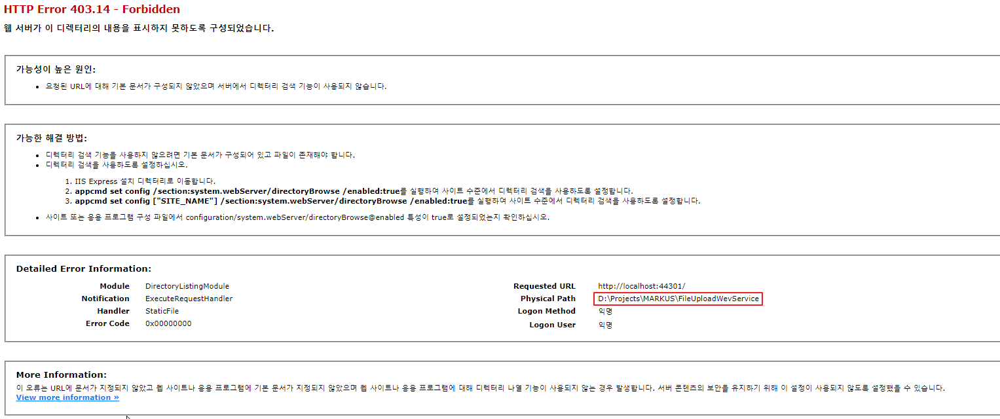 HTTP Error 403.14 - Forbidden
웹 서버가 이 디렉터리의 내용을 표시하지 못하도록 구성되었습니다.
가능성이 높은 원인:
요청된 URL에 대해 기본 문서가 구성되지 않았으며 서버에서 디렉터리 검색 기능이 사용되지 않습니다.
가능한 해결 방법:
디렉터리 검색 기능을 사용하지 않으려면 기본 문서가 구성되어 있고 파일이 존재해야 합니다.
디렉터리 검색을 사용하도록 설정하십시오.
1. IIS Express 설치 디렉터리로 이동합니다.
2. appcmd set config /section:system.webServer/directoryBrowse /enabled:true를 실행하여 사이트 수준에서 디렉터리 검색을 사용하도록 설정합니다.
3. appcmd set config ["SITE_NAME"] /section:system.webServer/directoryBrowse /enabled:true를 실행하여 사이트 수준에서 디렉터리 검색을 사용하도록 설정합니다.
사이트 또는 응용 프로그램 구성 파일에서 configuration/system.webServer/directoryBrowse@enabled 특성이 true로 설정되었는지 확인하십시오.
Detailed Error Information:
Module DirectoryListingModule
Notification ExecuteRequestHandler
Handler StaticFile
Error Code 0x00000000
Requested URL http://localhost:44301/
Physical Path D:\Projects\MARKUS\FileUploadWevService
Logon Method 익명
Logon User 익명
More Information:
이 오류는 URL에 문서가 지정되지 않았고 웹 사이트나 응용 프로그램에 기본 문서가 지정되지 않았으며 웹 사이트나 응용 프로그램에 대해 디렉터리 나열 기능이 사용되지 않는 경우 발생합니다. 서버 콘텐츠의 보안을 유지하기 위해 이 설정이 사용되지 않도록 설정했을 수 있습니다.
View more information »